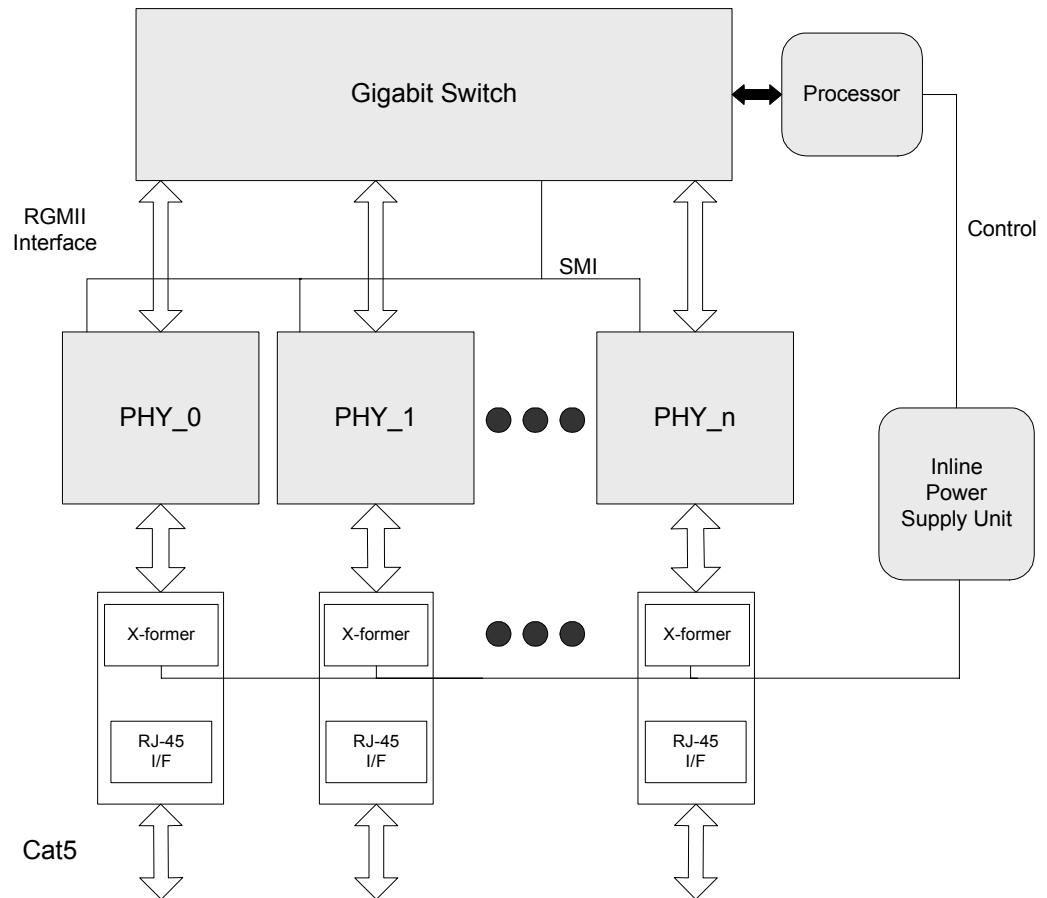 Gigabit Switch
Processor
RGMII
Interface
Control
SMI
PHY_0
PHY_1
PHY_n
Inline
Power
Supply Unit
X-former
X-former
X-former
RJ-45
I/F
RJ-45
I/F
RJ-45
I/F
Cat5